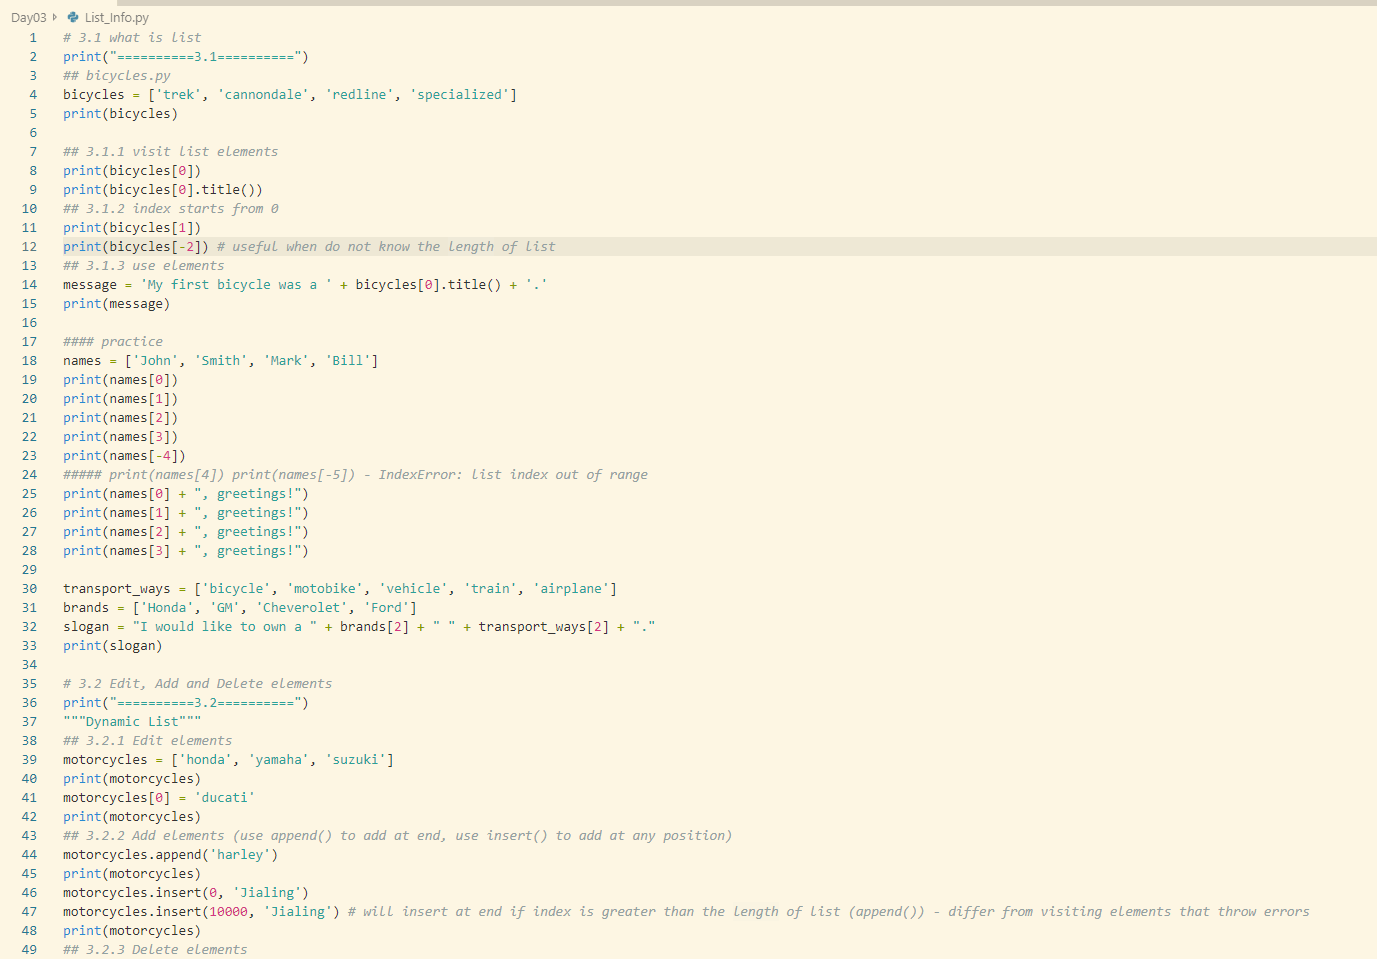 Day03 List_Info.py
1 # 3.1 what is list
2 print("==========3.1==========")
3 ## bicycles.py
4 bicycles = ['trek', 'cannondale', 'redline', 'specialized']
5 print(bicycles)
6
7 ## 3.1.1 visit list elements
8 print(bicycles[0])
9 print(bicycles[0].title())
10 ## 3.1.2 index starts from 0
11 print(bicycles[1])
12 print(bicycles[-2]) # useful when do not know the length of list
13 ## 3.1.3 use elements
14 message = 'My first bicycle was a ' + bicycles[0].title() + '.'
15 print(message)
16
17 #### practice
18 names = ['John', 'Smith', 'Mark', 'Bill']
19 print(names[0])
20 print(names[1])
21 print(names[2])
22 print(names[3])
23 print(names[-4])
24 ##### print(names[4]) print(names[-5]) - IndexError: list index out of range
25 print(names[0] + ", greetings!")
26 print(names[1] + ", greetings!")
27 print(names[2] + ", greetings!")
28 print(names[3] + ", greetings!")
29
30 transport_ways = ['bicycle', 'motobike', 'vehicle', 'train', 'airplane']
31 brands = ['Honda', 'GM', 'Cheverolet', 'Ford']
32 slogan = "I would like to own a " + brands[2] + " " + transport_ways[2] + "."
33 print(slogan)
34
35 # 3.2 Edit, Add and Delete elements
36 print("==========3.2==========")
37 """Dynamic List"""
38 ## 3.2.1 Edit elements
39 motorcycles = ['honda', 'yamaha', 'suzuki']
40 print(motorcycles)
41 motorcycles[0] = 'ducati'
42 print(motorcycles)
43 ## 3.2.2 Add elements (use append() to add at end, use insert() to add at any position)
44 motorcycles.append('harley')
45 print(motorcycles)
46 motorcycles.insert(0, 'Jialing')
47 motorcycles.insert(10000, 'Jialing') # will insert at end if index is greater than the length of list (append()) - differ from visiting elements that throw errors
48 print(motorcycles)
49 ## 3.2.3 Delete elements